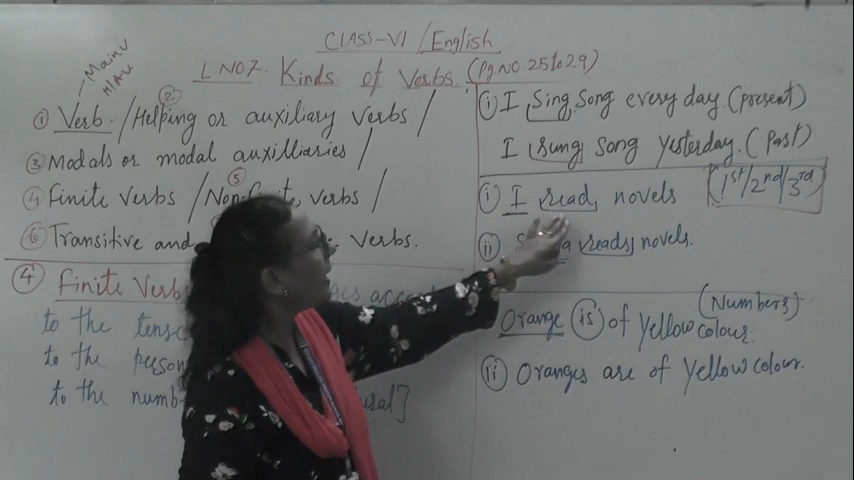 CLASS-VI / English
L.NO 7. Kinds of Verbs. (Pg.NO. 25 to 29)
Main V
H/AV
① Verb. / ② Helping or auxiliary verbs /
③ Modals or modal auxilliaries /
④ Finite Verbs / ⑤ Non verbs /
⑥ Transitive and verbs.
④ Finite Verbs
to the tense
to the person
to the numb
i) I Sing Song every day. (present)
I sung song yesterday. (Past)
i) I read novels (1st/2nd/3rd)
ii) reads novels.
(Numbers)
Orange is of yellow colour.
ii) Oranges are of yellow colour.